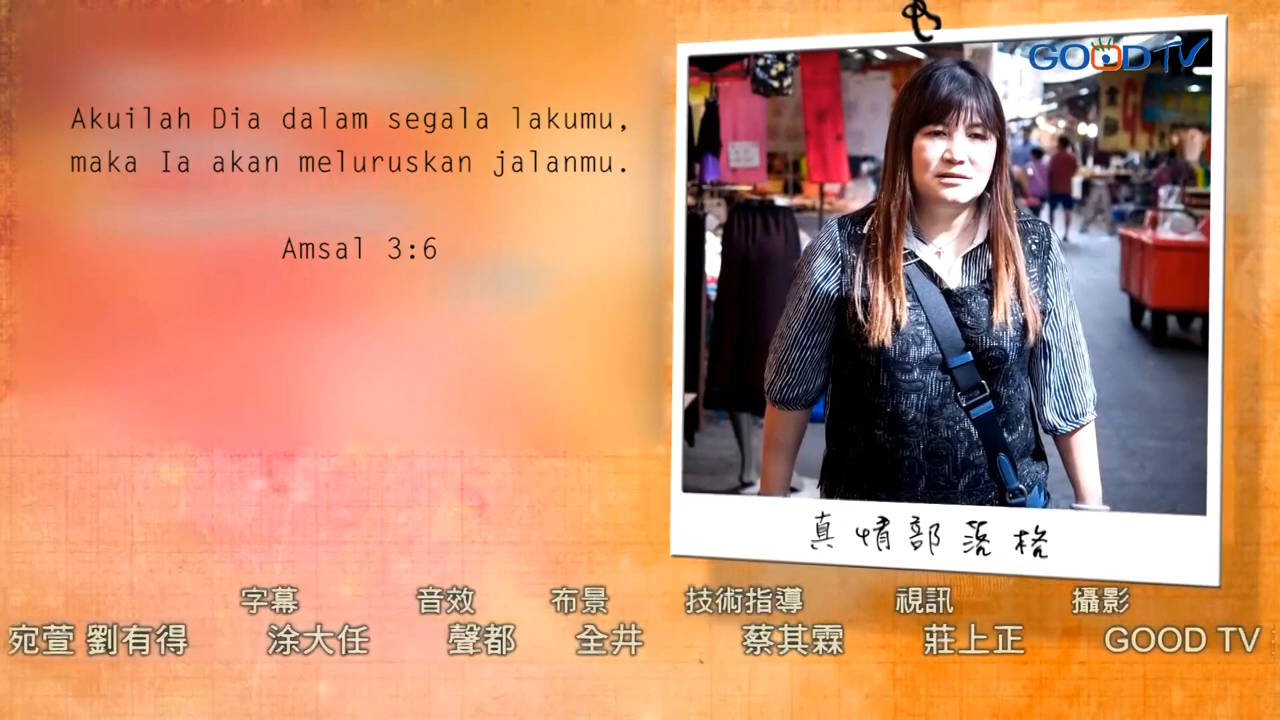 GOOD TV
Akuilah Dia dalam segala lakumu,
maka Ia akan meluruskan jalanmu.
Amsal 3:6
真情部落格
字幕 音效 布景 技術指導 視訊 攝影
宛萱 劉有得 涂大任 聲都 全井 蔡其霖 莊上正 GOOD TV